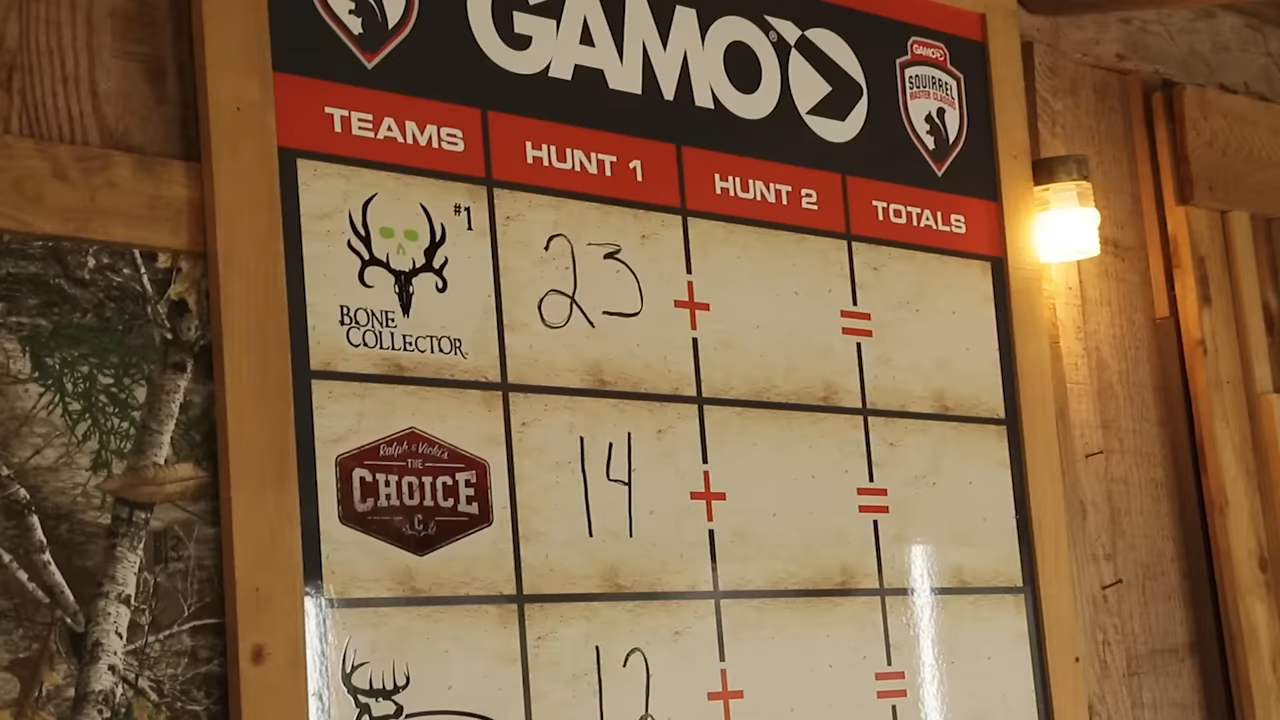 GAMO
GAMO
SQUIRREL
MASTER CLASSIC
TEAMS HUNT 1 HUNT 2 TOTALS
#1
BONE
COLLECTOR
23 + =
Ralph & Vicki's
THE
CHOICE
C
14 + =
12 + =